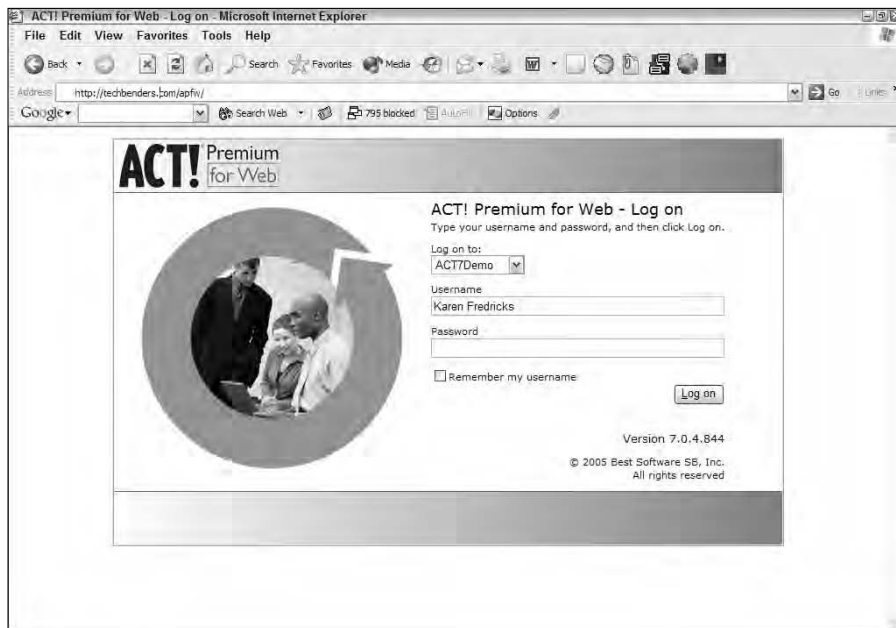 ACT! Premium for Web - Log on - Microsoft Internet Explorer
File Edit View Favorites Tools Help
Back Search Favorites Media
Address http://techbenders.com/apfw/ Go Links
Google Search Web 795 blocked AutoFill Options
ACT! Premium for Web
ACT! Premium for Web - Log on
Type your username and password, and then click Log on.
Log on to:
ACT7Demo
Username
Karen Fredricks
Password
Remember my username
Log on
Version 7.0.4.844
© 2005 Best Software SB, Inc.
All rights reserved